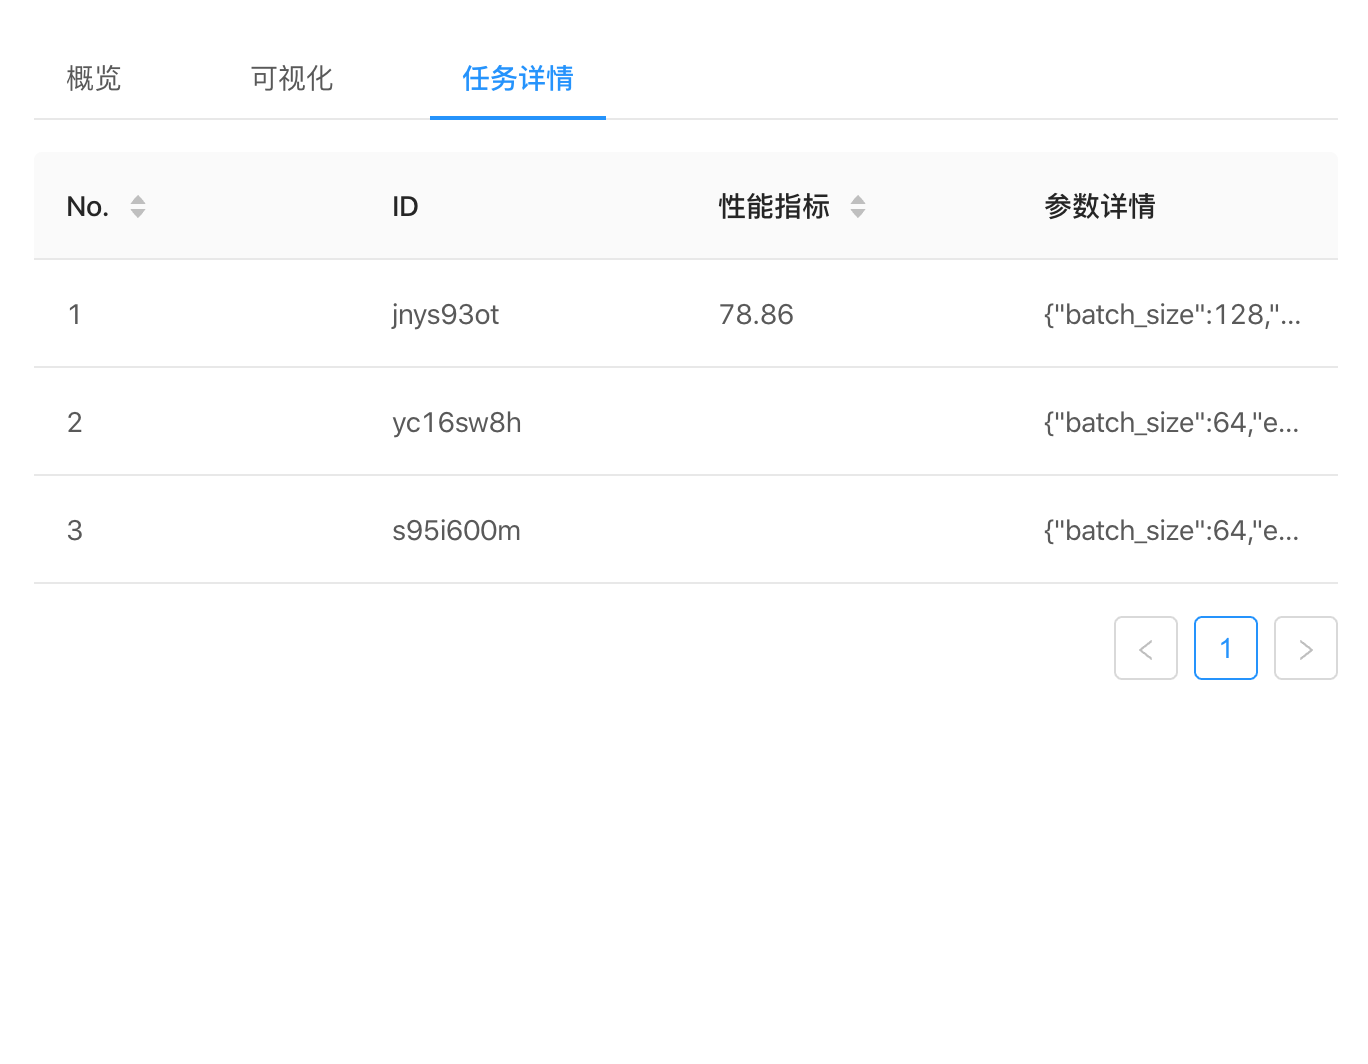 概览 可视化 任务详情
No. ID 性能指标 参数详情
1 jnys93ot 78.86 {"batch_size":128,"...
2 yc16sw8h {"batch_size":64,"e...
3 s95i600m {"batch_size":64,"e...
< 1 >